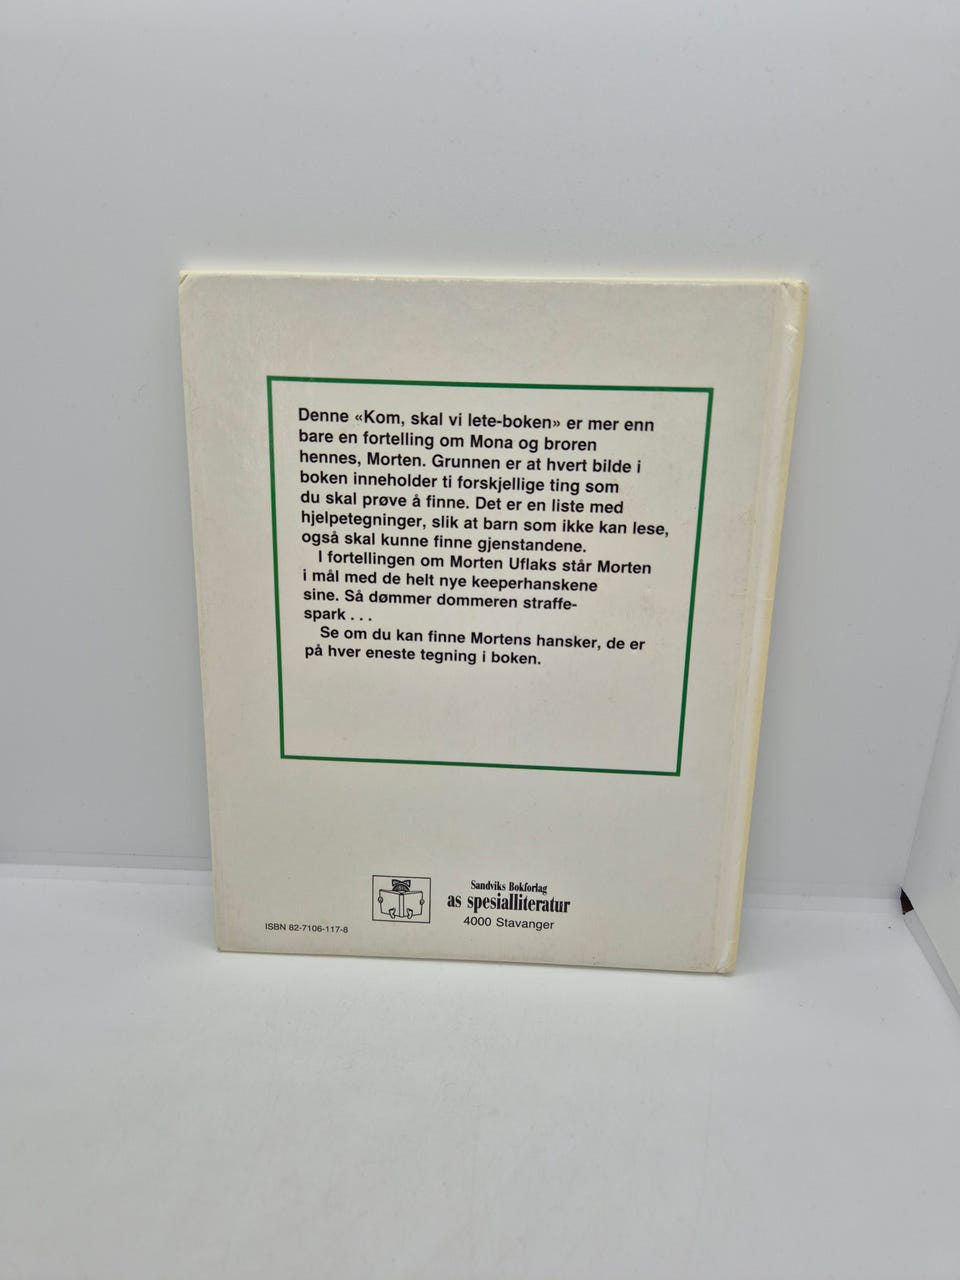 Denne «Kom, skal vi lete-boken» er mer enn
bare en fortelling om Mona og broren
hennes, Morten. Grunnen er at hvert bilde i
boken inneholder ti forskjellige ting som
du skal prøve å finne. Det er en liste med
hjelpetegninger, slik at barn som ikke kan lese,
også skal kunne finne gjenstandene.
I fortellingen om Morten Uflaks står Morten
i mål med de helt nye keeperhanskene
sine. Så dømmer dommeren straffe-
spark . . .
Se om du kan finne Mortens hansker, de er
på hver eneste tegning i boken.
Sandviks Bokforlag
as spesialliteratur
4000 Stavanger
ISBN 82-7106-117-8